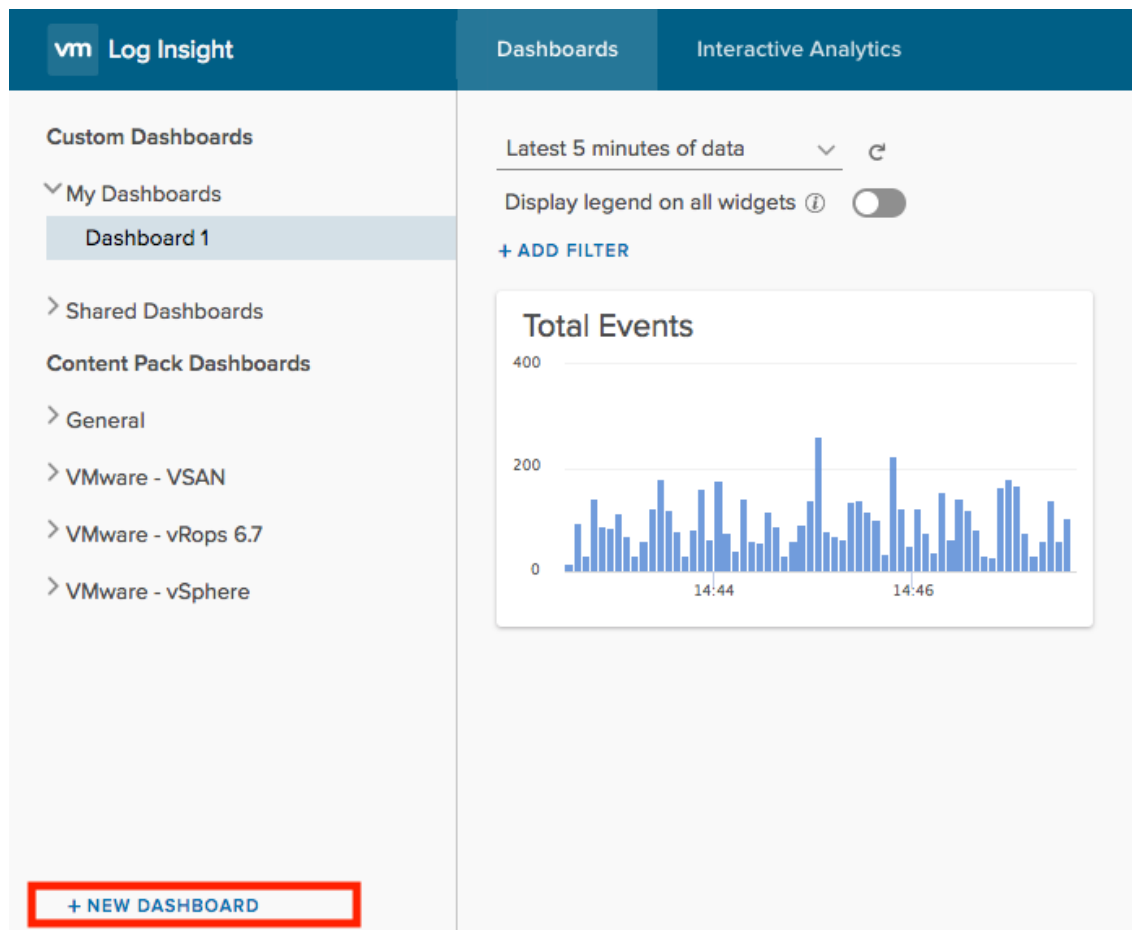 vm Log Insight
Dashboards
Interactive Analytics
Custom Dashboards
My Dashboards
Dashboard 1
Shared Dashboards
Content Pack Dashboards
General
VMware - VSAN
VMware - vRops 6.7
VMware - vSphere
+ NEW DASHBOARD
Latest 5 minutes of data
Display legend on all widgets i
+ ADD FILTER
Total Events
400
200
0
14:44
14:46